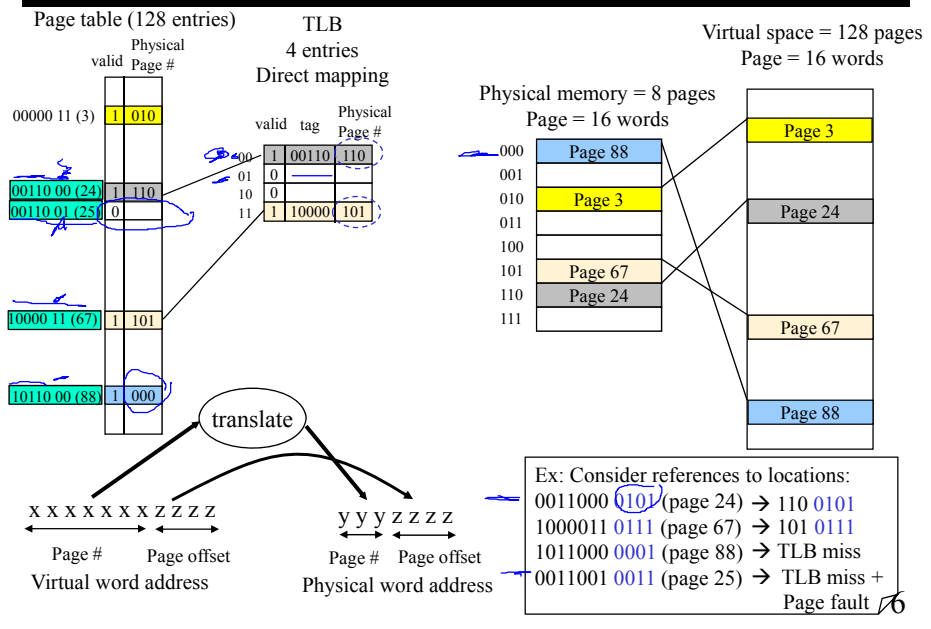 Page table (128 entries)
valid
Physical
Page #
00000 11 (3) 1 010
00110 00 (24) 1 110
00110 01 (25) 0
10000 11 (67) 1 101
10110 00 (88) 1 000
TLB
4 entries
Direct mapping
valid tag
Physical
Page #
00 1 00110 110
01 0
10 0
11 1 10000 101
Physical memory = 8 pages
Page = 16 words
000 Page 88
001
010 Page 3
011
100
101 Page 67
110 Page 24
111
Virtual space = 128 pages
Page = 16 words
Page 3
Page 24
Page 67
Page 88
translate
x x x x x x x z z z z
Page # Page offset
Virtual word address
y y y z z z z
Page # Page offset
Physical word address
Ex: Consider references to locations:
0011000 0101 (page 24) → 110 0101
1000011 0111 (page 67) → 101 0111
1011000 0001 (page 88) → TLB miss
0011001 0011 (page 25) → TLB miss +
Page fault
6